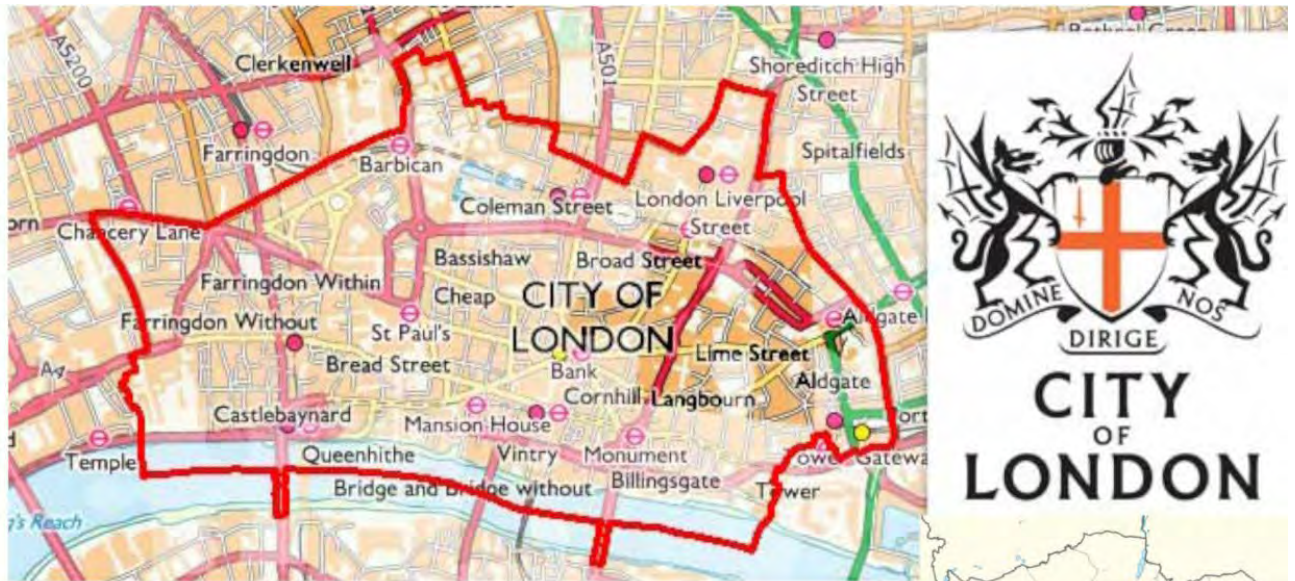 A5200
Clerkenwell
A501
Shoreditch High
Street
Farringdon
Barbican
Spitalfields
Coleman Street
London Liverpool
Street
Chancery Lane
Bassishaw
Broad Street
Farringdon Within
Cheap
CITY OF
LONDON
Farringdon Without
St Paul's
Aldgate
Lime Street
Bread Street
Bank
Aldgate
A4
Cornhill
Langbourn
Castlebaynard
Mansion House
Temple
Queenhithe
Vintry
Monument
Bridge and Bridge without
Billingsgate
Tower
DOMINE
DIRIGE
NOS
CITY
OF
LONDON